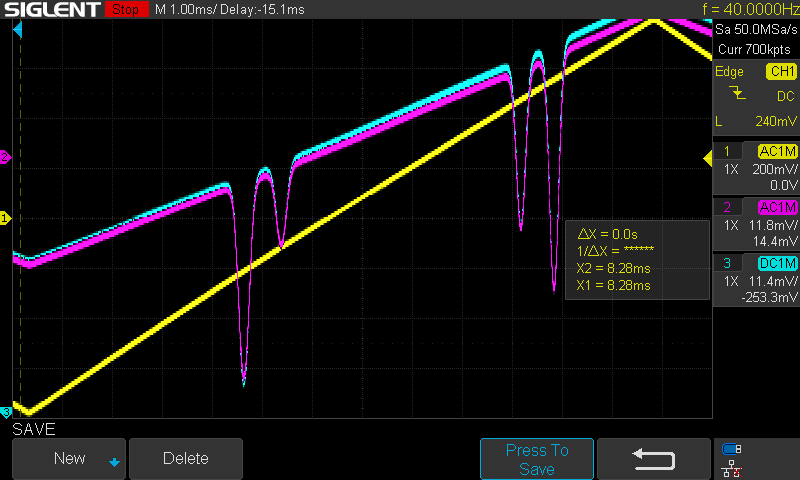 SIGLENT Stop M 1.00ms/ Delay:-15.1ms f = 40.0000Hz
Sa 50.0MSa/s
Curr 700kpts
Edge CH1
DC
L 240mV
1 AC1M
1X 200mV/
0.0V
2 AC1M
1X 11.8mV/
14.4mV
3 DC1M
1X 11.4mV/
-253.3mV
2
1
3
ΔX = 0.0s
1/ΔX = ******
X2 = 8.28ms
X1 = 8.28ms
SAVE
New
Delete
Press To
Save